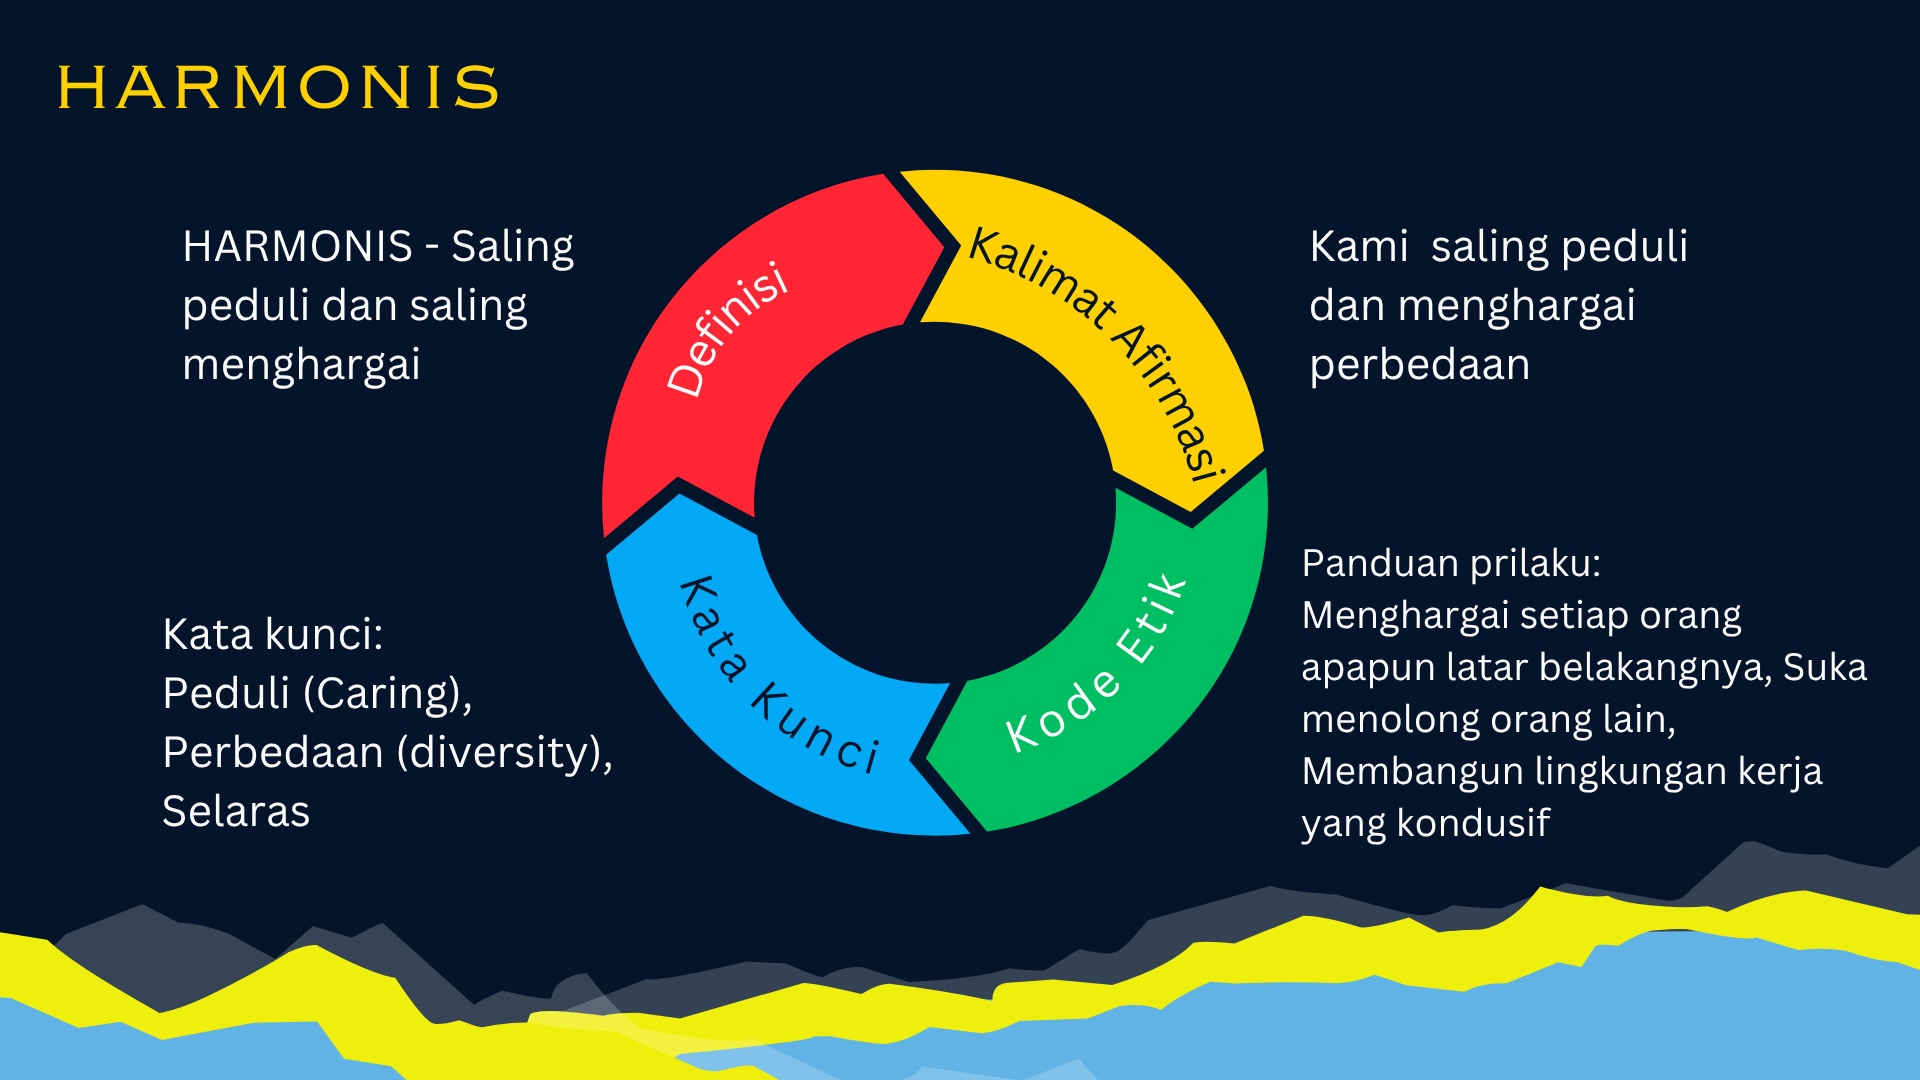 HARMONIS
HARMONIS - Saling
peduli dan saling
menghargai
Definisi
Kalimat Afirmasi
Kami  saling peduli
dan menghargai
perbedaan
Kata kunci:
Peduli (Caring),
Perbedaan (diversity),
Selaras
Kata Kunci
Kode Etik
Panduan prilaku:
Menghargai setiap orang
apapun latar belakangnya, Suka
menolong orang lain,
Membangun lingkungan kerja
yang kondusif